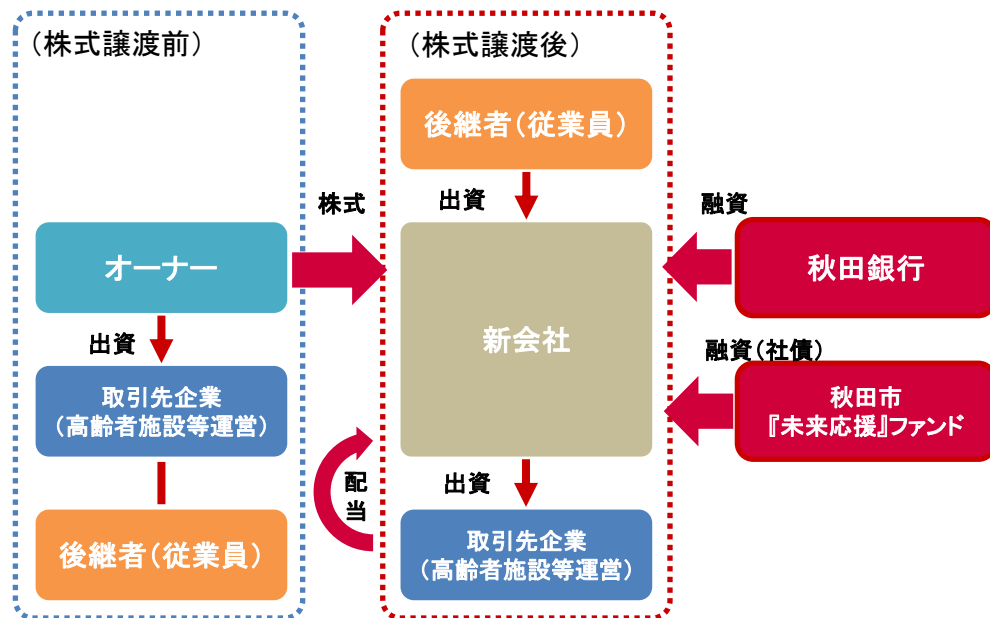 （株式譲渡前）
オーナー
出資
取引先企業
（高齢者施設等運営）
後継者（従業員）
株式
（株式譲渡後）
後継者（従業員）
出資
新会社
出資
配
当
取引先企業
（高齢者施設等運営）
融資
秋田銀行
融資（社債）
秋田市
『未来応援』ファンド